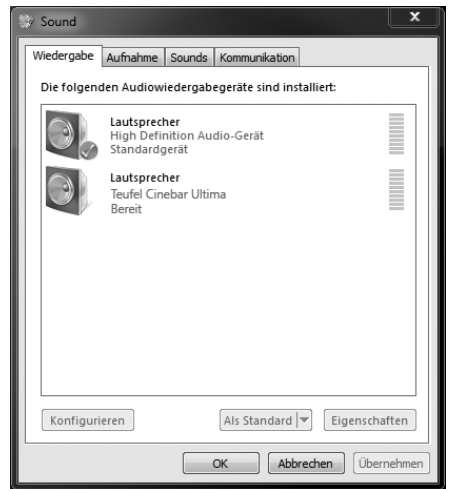 Sound
Wiedergabe Aufnahme Sounds Kommunikation
Die folgenden Audiowiedergabegeräte sind installiert:
Lautsprecher
High Definition Audio-Gerät
Standardgerät
Lautsprecher
Teufel Cinebar Ultima
Bereit
Konfigurieren Als Standard Eigenschaften
OK Abbrechen Übernehmen